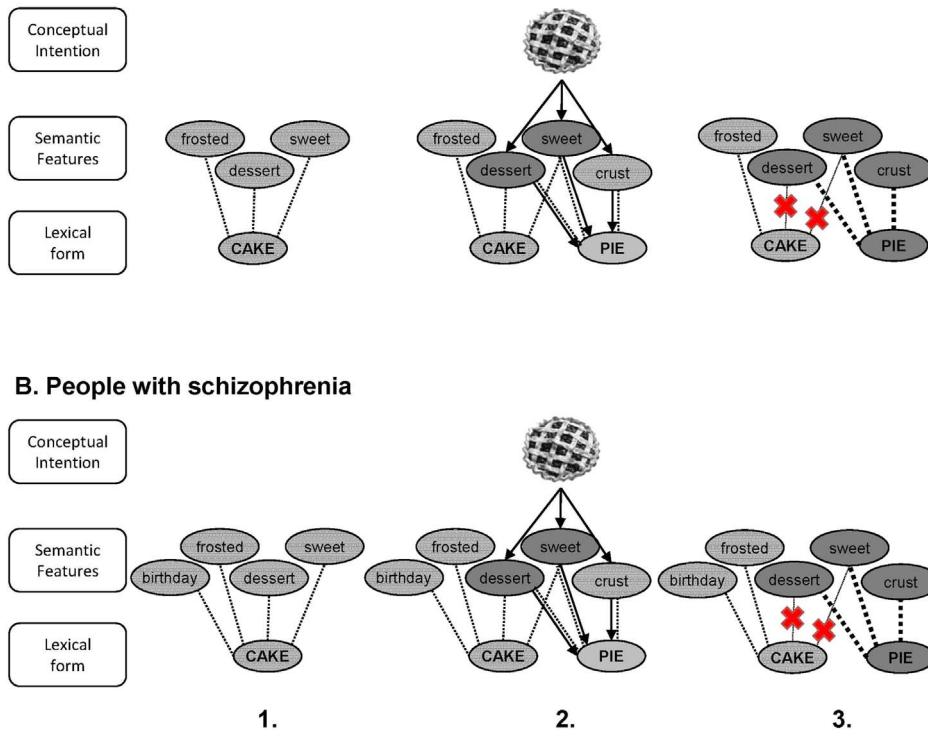 Conceptual
Intention
Semantic
Features
frosted
sweet
dessert
frosted
sweet
dessert
crust
frosted
sweet
dessert
crust
Lexical
form
CAKE
CAKE
PIE
CAKE
PIE
B. People with schizophrenia
Conceptual
Intention
Semantic
Features
frosted
sweet
birthday
dessert
frosted
sweet
birthday
dessert
crust
frosted
sweet
birthday
dessert
crust
Lexical
form
CAKE
CAKE
PIE
CAKE
PIE
1.
2.
3.